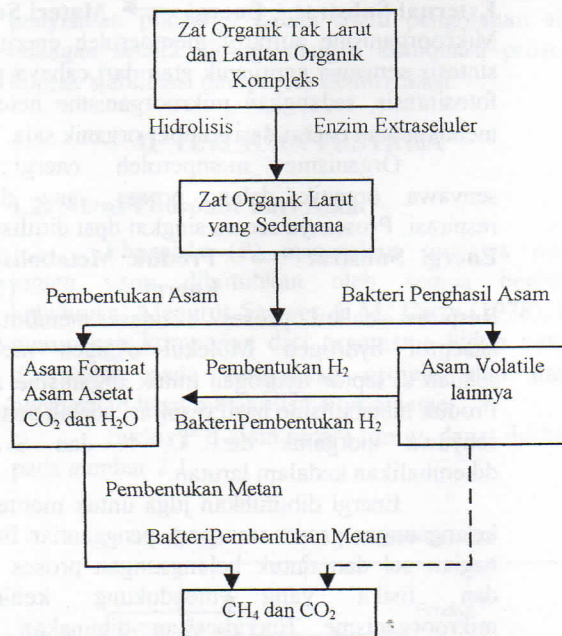 Zat Organik Tak Larut
dan Larutan Organik
Kompleks
Hidrolisis Enzim Extraseluler
Zat Organik Larut
yang Sederhana
Pembentukan Asam Bakteri Penghasil Asam
Asam Formiat
Asam Asetat
CO₂ dan H₂O
Pembentukan H₂
BakteriPembentukan H₂
Asam Volatile
lainnya
Pembentukan Metan
BakteriPembentukan Metan
CH₄ dan CO₂